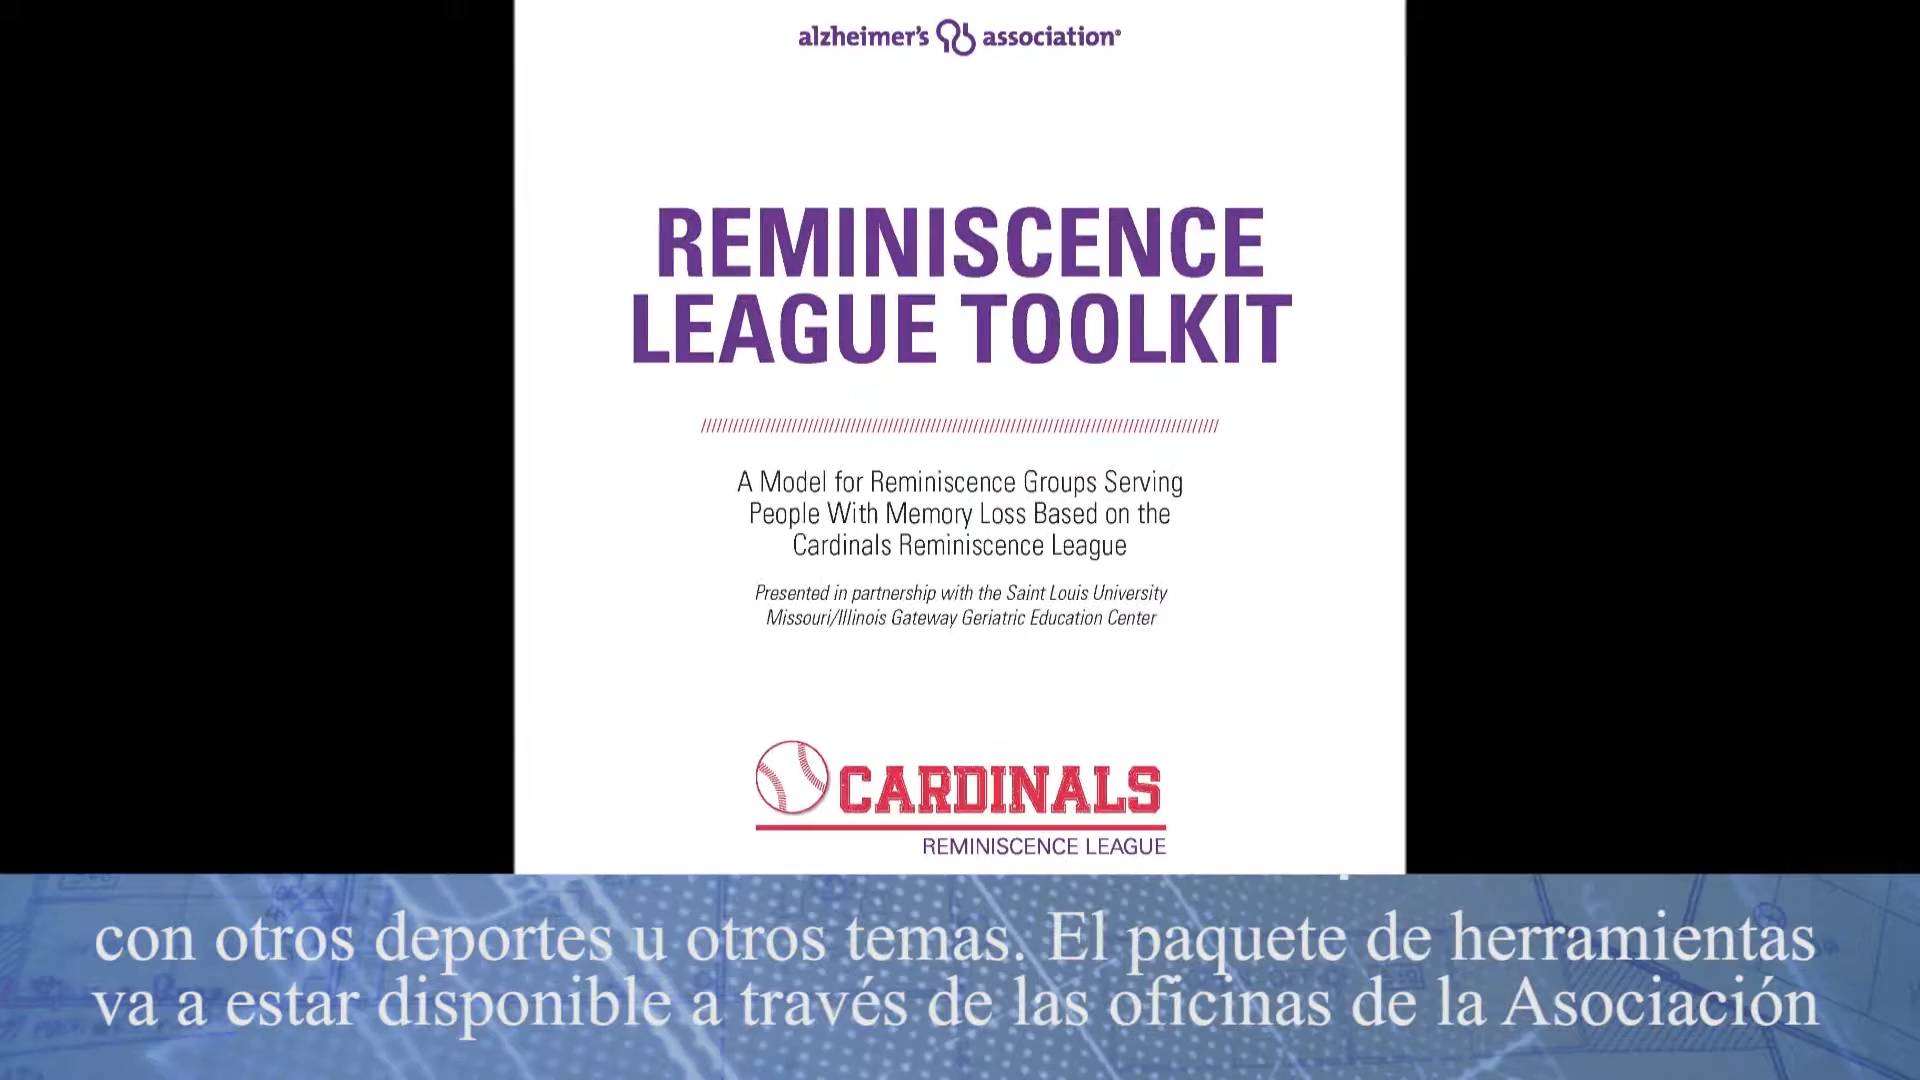 alzheimer's association®
REMINISCENCE
LEAGUE TOOLKIT
A Model for Reminiscence Groups Serving
People With Memory Loss Based on the
Cardinals Reminiscence League
Presented in partnership with the Saint Louis University
Missouri/Illinois Gateway Geriatric Education Center
CARDINALS
REMINISCENCE LEAGUE
con otros deportes u otros temas. El paquete de herramientas
va a estar disponible a través de las oficinas de la Asociación